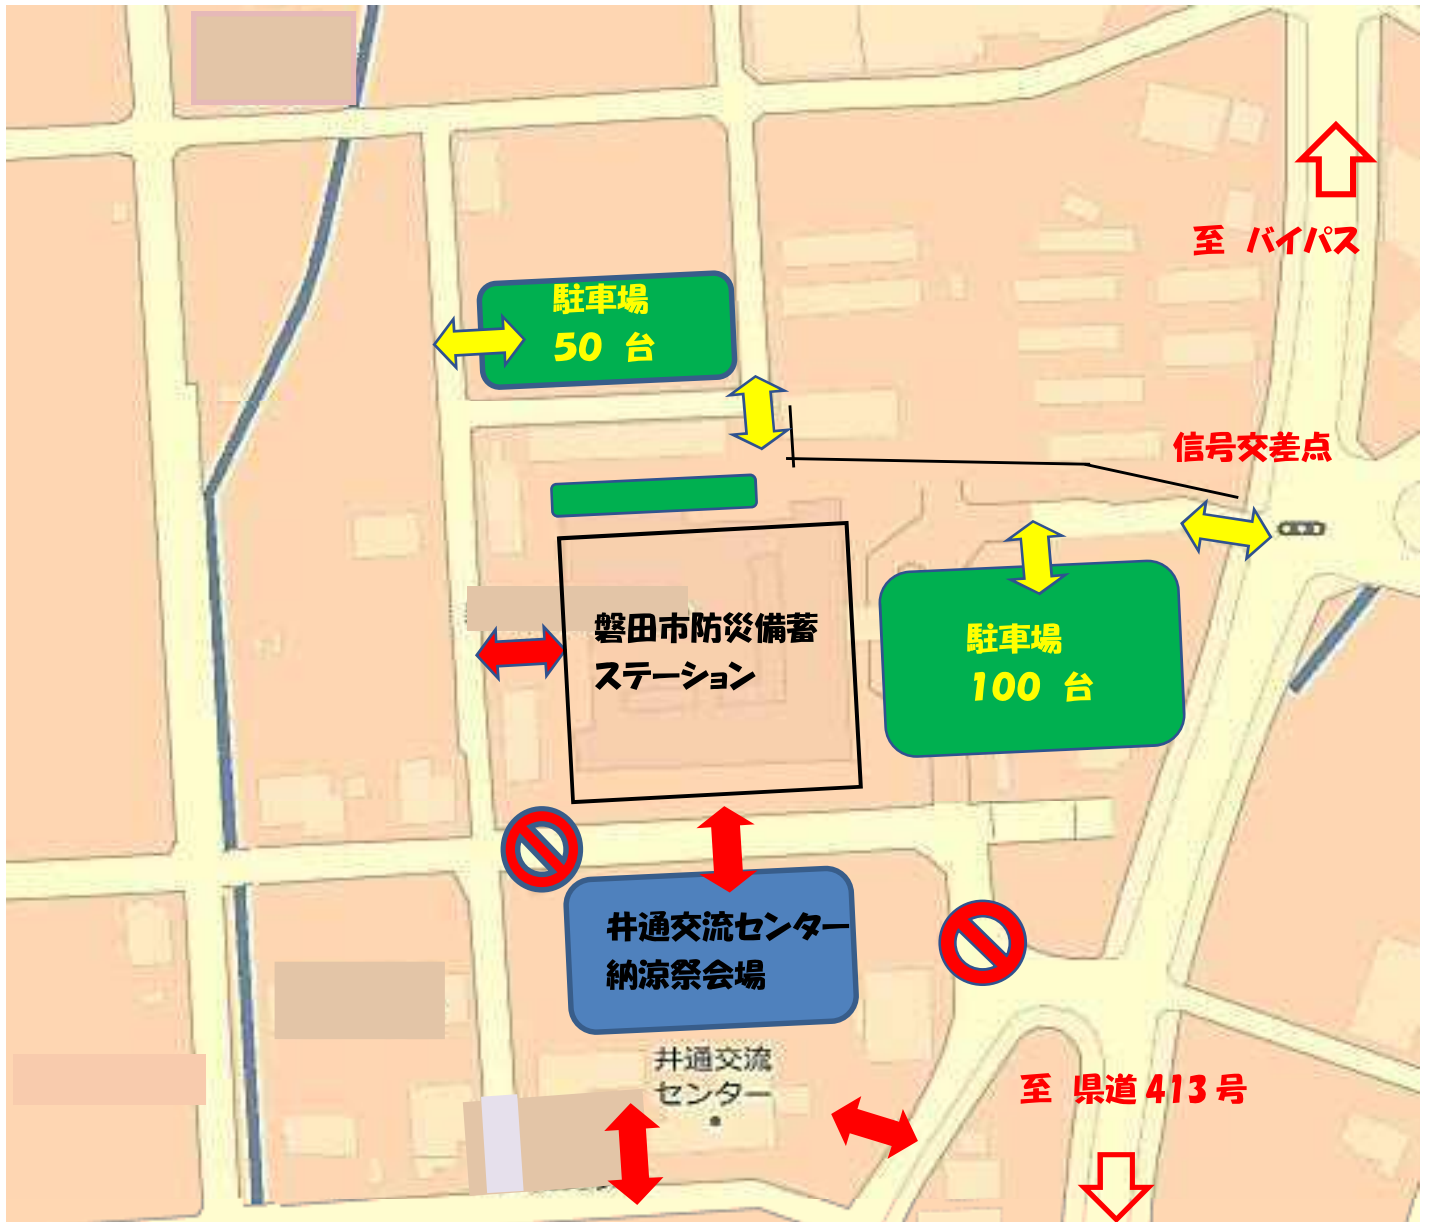 至 バイパス
駐車場
50 台
信号交差点
磐田市防災備蓄
ステーション
駐車場
100 台
井通交流センター
納涼祭会場
井通交流
センター
至 県道413号